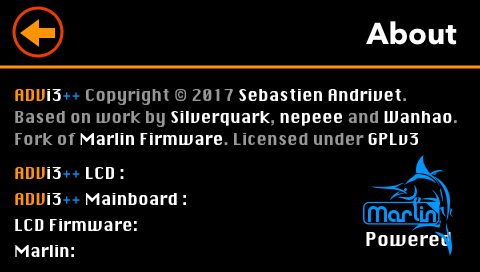 About
ADVi3++ Copyright © 2017 Sebastien Andrivet.
Based on work by Silverquark, nepeee and Wanhao.
Fork of Marlin Firmware. Licensed under GPLv3
ADVi3++ LCD :
ADVi3++ Mainboard :
LCD Firmware:
Marlin:
Marlin
Powered